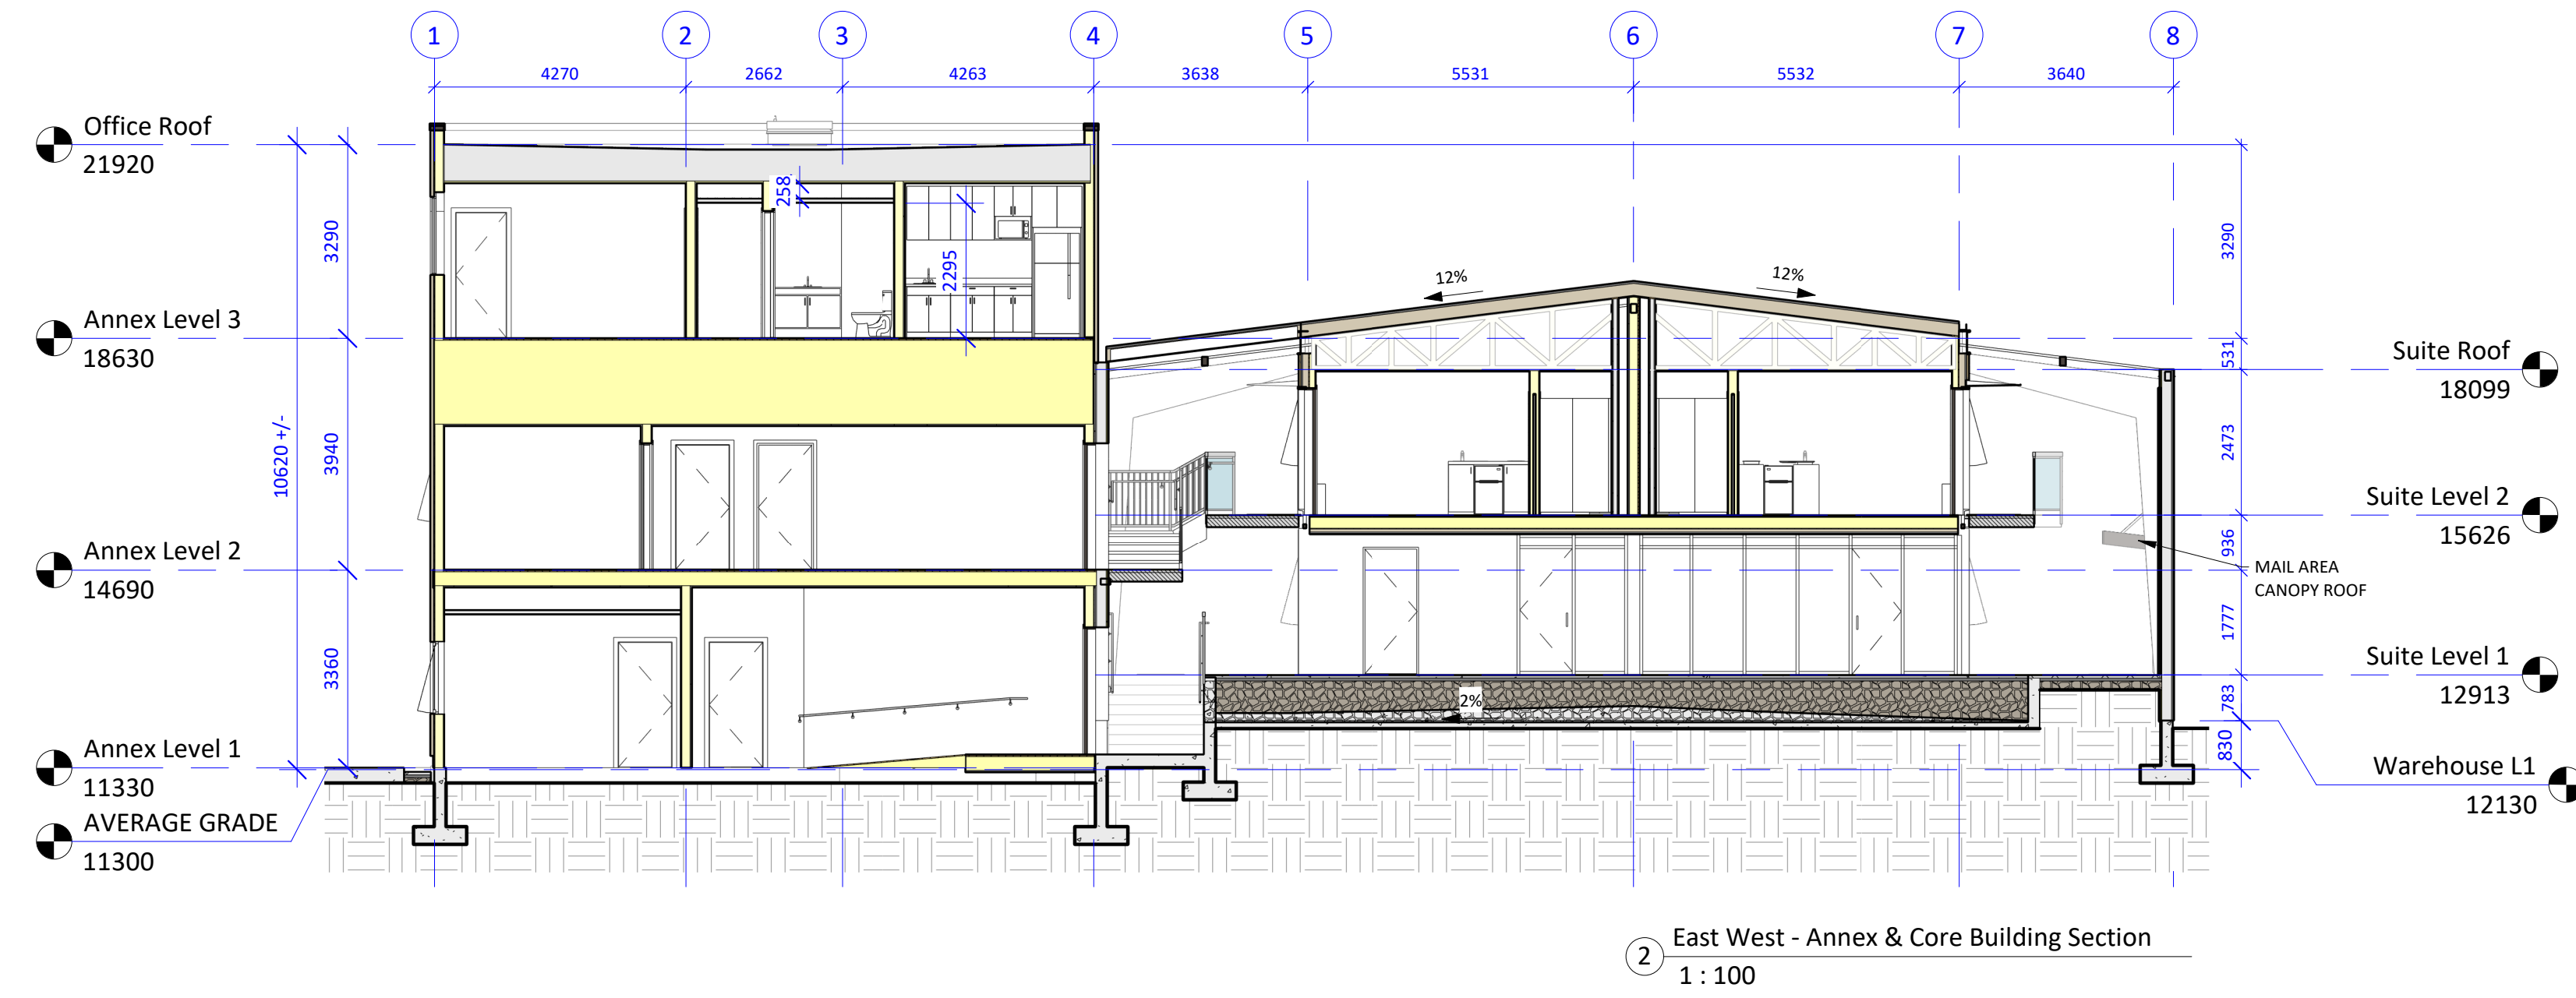 1 2 3 4 5 6 7 8
4270 2662 4263 3638 5531 5532 3640
Office Roof
21920
Annex Level 3
18630
Annex Level 2
14690
Annex Level 1
11330
AVERAGE GRADE
11300
10620 +/-
3290
3940
3360
258
2295
12%
12%
2%
3290
531
2473
936
1777
783
830
Suite Roof
18099
Suite Level 2
15626
MAIL AREA
CANOPY ROOF
Suite Level 1
12913
Warehouse L1
12130
2
East West - Annex & Core Building Section
1 : 100